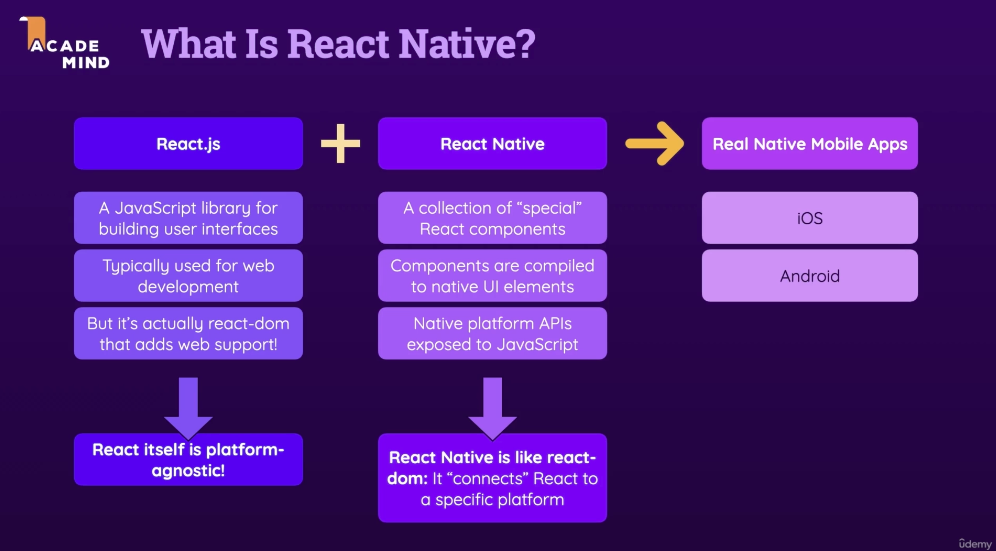 ACADE
MIND
What Is React Native?
React.js
React Native
Real Native Mobile Apps
A JavaScript library for
building user interfaces
Typically used for web
development
But it’s actually react-dom
that adds web support!
React itself is platform-
agnostic!
A collection of “special”
React components
Components are compiled
to native UI elements
Native platform APIs
exposed to JavaScript
React Native is like react-
dom: It “connects” React to
a specific platform
iOS
Android
udemy